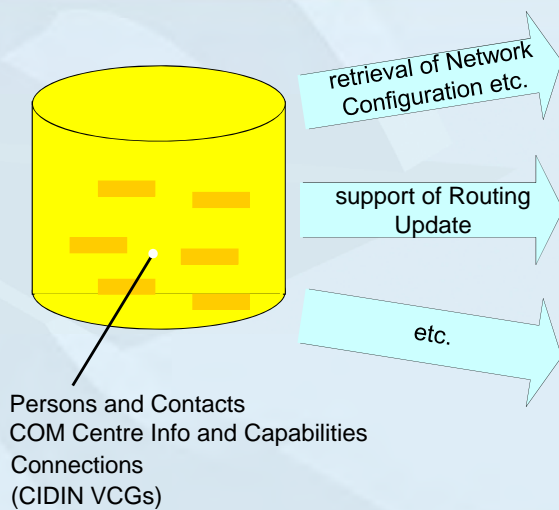 retrieval of Network
Configuration etc.
support of Routing
Update
etc.
Persons and Contacts
COM Centre Info and Capabilities
Connections
(CIDIN VCGs)